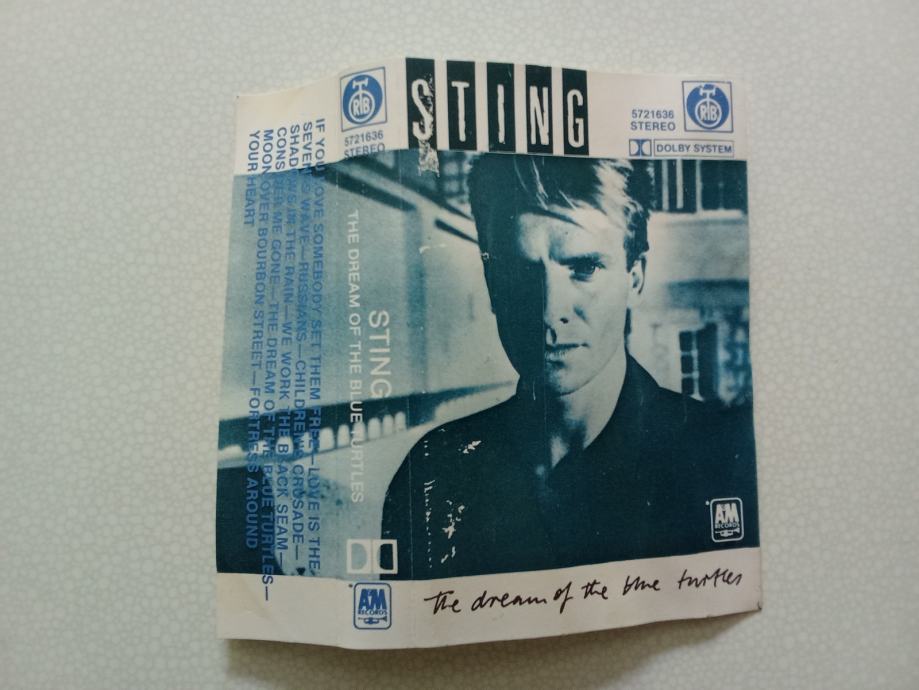 STING
RTB
5721636
STEREO
DOLBY SYSTEM
A&M
RECORDS
the dream of the blue turtles
RTB
5721636
STEREO
STING
THE DREAM OF THE BLUE TURTLES
A&M
RECORDS
IF YOU LOVE SOMEBODY SET THEM FREE—LOVE IS THE
SEVENTH WAVE—RUSSIANS—CHILDREN'S CRUSADE—
SHADOWS IN THE RAIN—WE WORK THE BLACK SEAM—
CONSIDER ME GONE—THE DREAM OF THE BLUE TURTLES—
MOON OVER BOURBON STREET—FORTRESS AROUND
YOUR HEART